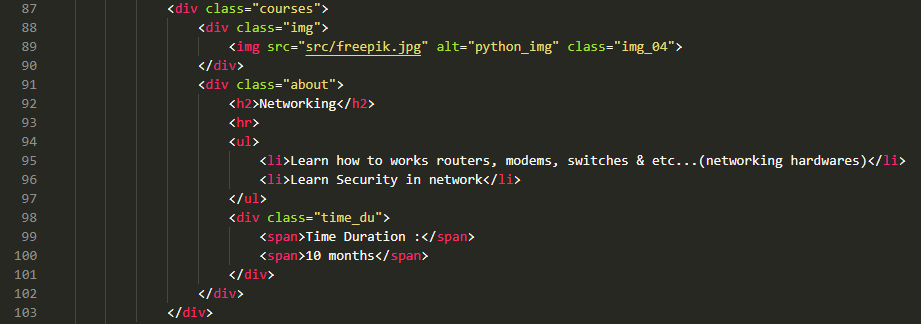 87 <div class="courses">
88 <div class="img">
89 <img src="src/freepik.jpg" alt="python_img" class="img_04">
90 </div>
91 <div class="about">
92 <h2>Networking</h2>
93 <hr>
94 <ul>
95 <li>Learn how to works routers, modems, switches & etc...(networking hardwares)</li>
96 <li>Learn Security in network</li>
97 </ul>
98 <div class="time_du">
99 <span>Time Duration :</span>
100 <span>10 months</span>
101 </div>
102 </div>
103 </div>